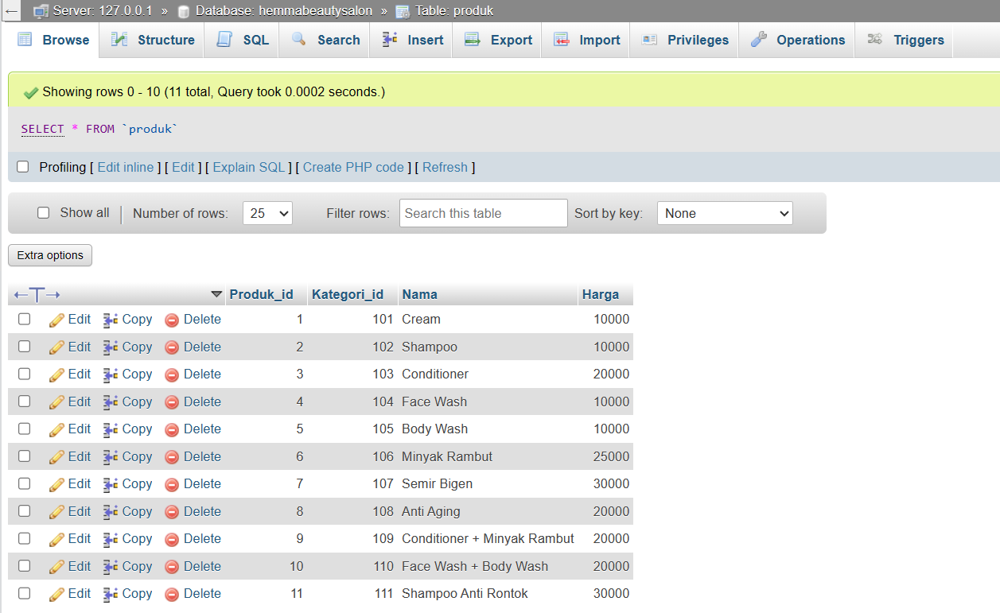 Server: 127.0.0.1 » Database: hemmabeautysalon » Table: produk
Browse Structure SQL Search Insert Export Import Privileges Operations Triggers
Showing rows 0 - 10 (11 total, Query took 0.0002 seconds.)
SELECT * FROM `produk`
Profiling [ Edit inline ] [ Edit ] [ Explain SQL ] [ Create PHP code ] [ Refresh ]
Show all | Number of rows: 25 Filter rows: Search this table Sort by key: None
Extra options
←T→ Produk_id Kategori_id Nama Harga
Edit Copy Delete 1 101 Cream 10000
Edit Copy Delete 2 102 Shampoo 10000
Edit Copy Delete 3 103 Conditioner 20000
Edit Copy Delete 4 104 Face Wash 10000
Edit Copy Delete 5 105 Body Wash 10000
Edit Copy Delete 6 106 Minyak Rambut 25000
Edit Copy Delete 7 107 Semir Bigen 30000
Edit Copy Delete 8 108 Anti Aging 20000
Edit Copy Delete 9 109 Conditioner + Minyak Rambut 20000
Edit Copy Delete 10 110 Face Wash + Body Wash 20000
Edit Copy Delete 11 111 Shampoo Anti Rontok 30000